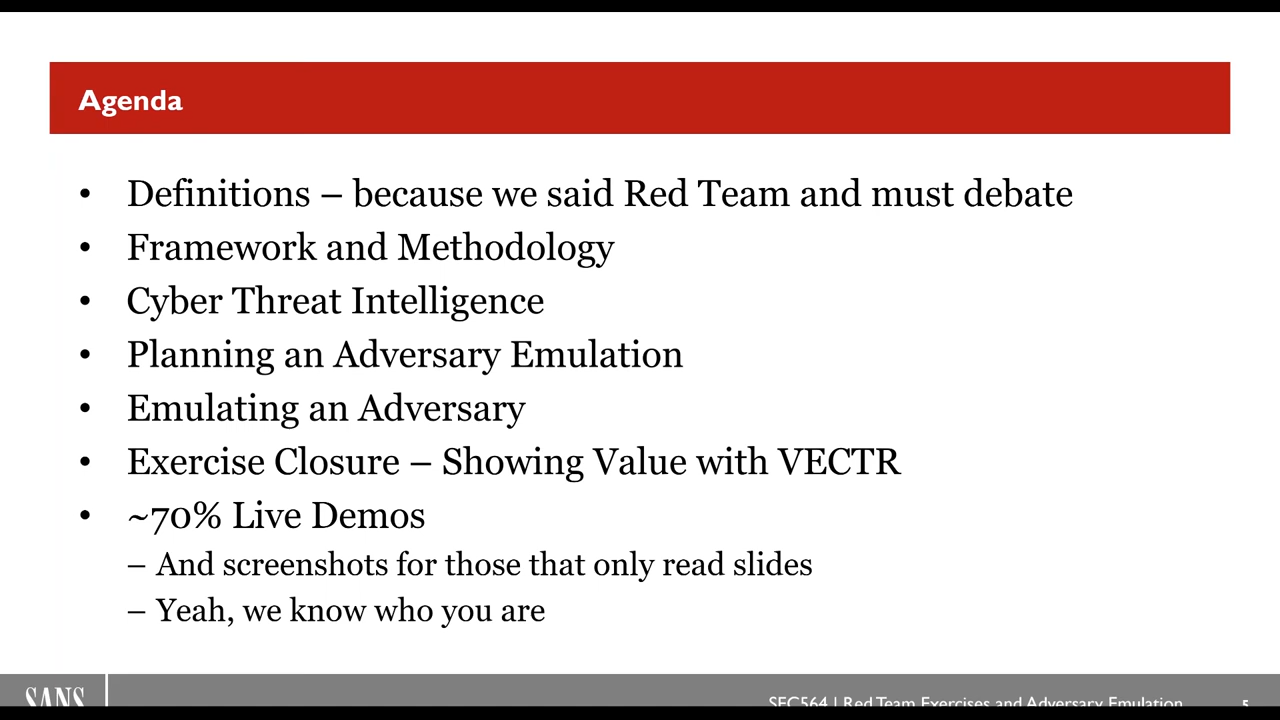 Agenda
• Definitions – because we said Red Team and must debate
• Framework and Methodology
• Cyber Threat Intelligence
• Planning an Adversary Emulation
• Emulating an Adversary
• Exercise Closure – Showing Value with VECTR
• ~70% Live Demos
– And screenshots for those that only read slides
– Yeah, we know who you are
SANS
SEC564 | Red Team Exercises and Adversary Emulation
5